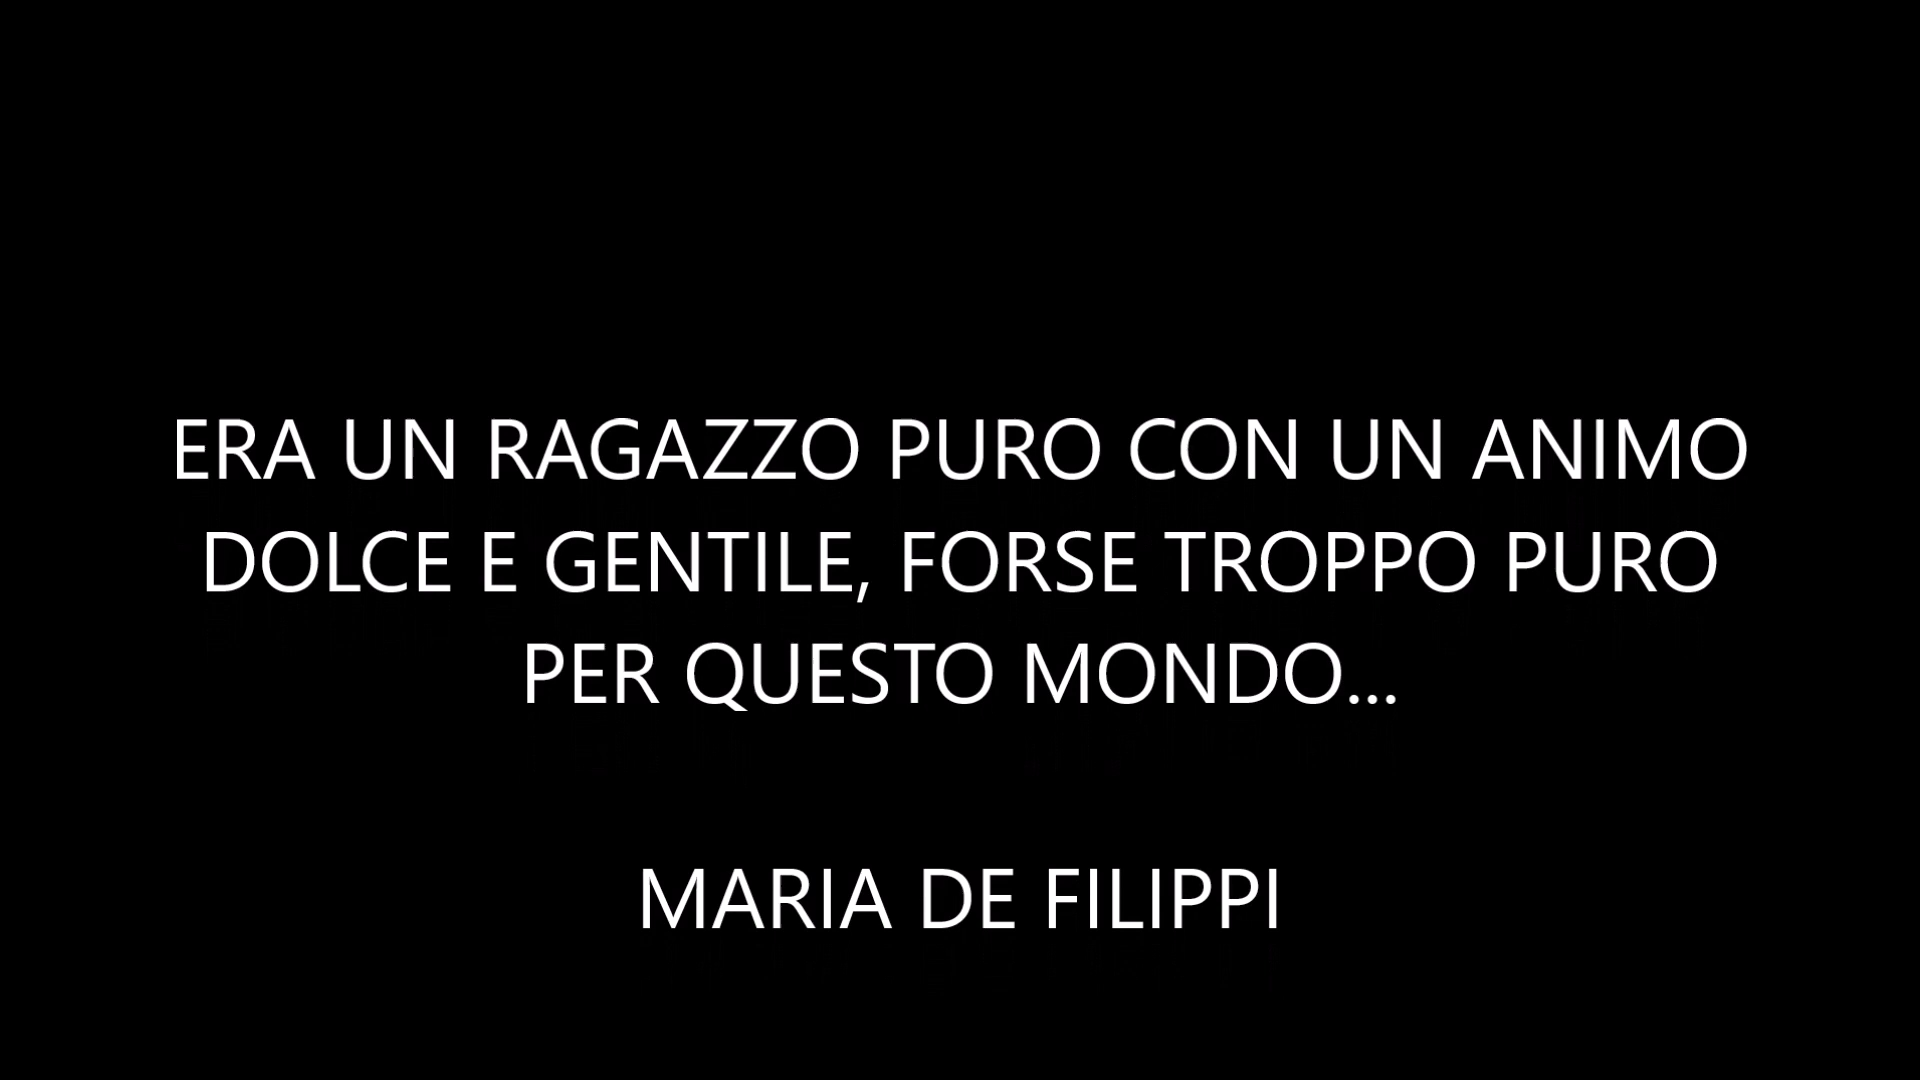 ERA UN RAGAZZO PURO CON UN ANIMO
DOLCE E GENTILE, FORSE TROPPO PURO
PER QUESTO MONDO...
MARIA DE FILIPPI